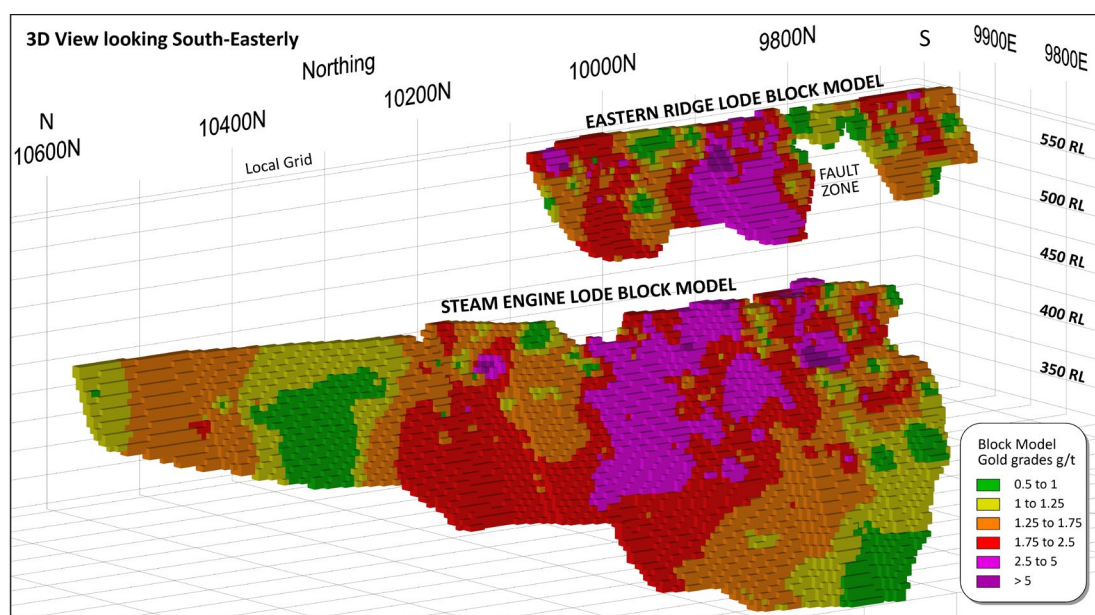 3D View looking South-Easterly
Northing
N
10600N
10400N
10200N
10000N
9800N
S
9900E
9800E
Local Grid
EASTERN RIDGE LODE BLOCK MODEL
FAULT
ZONE
550 RL
500 RL
450 RL
400 RL
350 RL
STEAM ENGINE LODE BLOCK MODEL
Block Model
Gold grades g/t
0.5 to 1
1 to 1.25
1.25 to 1.75
1.75 to 2.5
2.5 to 5
> 5